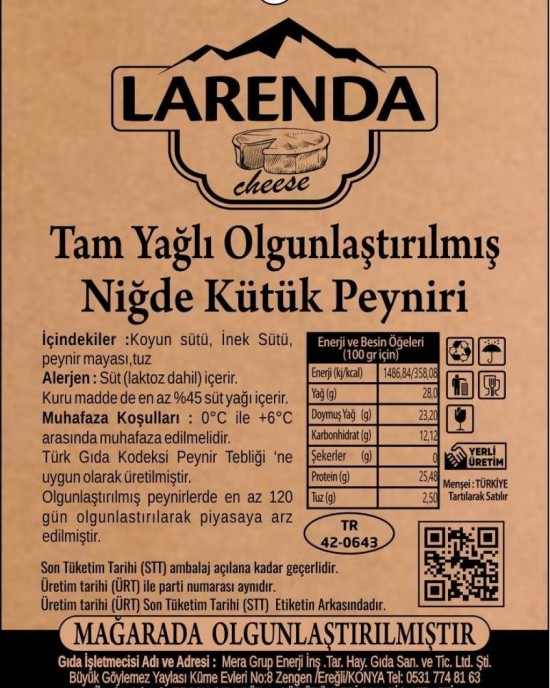 LARENDA
cheese
Tam Yağlı Olgunlaştırılmış
Niğde Kütük Peyniri
İçindekiler :Koyun sütü, İnek Sütü,
peynir mayası,tuz
Alerjen : Süt (laktoz dahil) içerir.
Kuru madde de en az %45 süt yağı içerir.
Muhafaza Koşulları : 0°C ile +6°C
arasında muhafaza edilmelidir.
Türk Gıda Kodeksi Peynir Tebliği 'ne
uygun olarak üretilmiştir.
Olgunlaştırılmış peynirlerde en az 120
gün olgunlastırılarak piyasaya arz
edilmiştir.
Enerji ve Besin Öğeleri
(100 gr için)
Enerji (kj/kcal) 1486,84/358,08
Yağ (g) 28,0
Doymuş Yağ (g) 23,20
Karbonhidrat (g) 12,12
Şekerler (g) 0
Protein (g) 25,48
Tuz (g) 2,50
YERLİ
ÜRETİM
Menşei : TÜRKİYE
Tartılarak Satılır
TR
42-0643
Son Tüketim Tarihi (STT) ambalaj açılana kadar geçerlidir.
Üretim tarihi (ÜRT) ile parti numarası aynıdır.
Üretim tarihi (ÜRT) Son Tüketim Tarihi (STT) Etiketin Arkasındadır.
MAĞARADA OLGUNLAŞTIRILMIŞTIR
Gıda İşletmecisi Adı ve Adresi : Mera Grup Enerji İnş .Tar. Hay. Gıda San. ve Tic. Ltd. Şti.
Büyük Göylemez Yaylası Küme Evleri No:8 Zengen /Ereğli/KONYA Tel: 0531 774 81 63